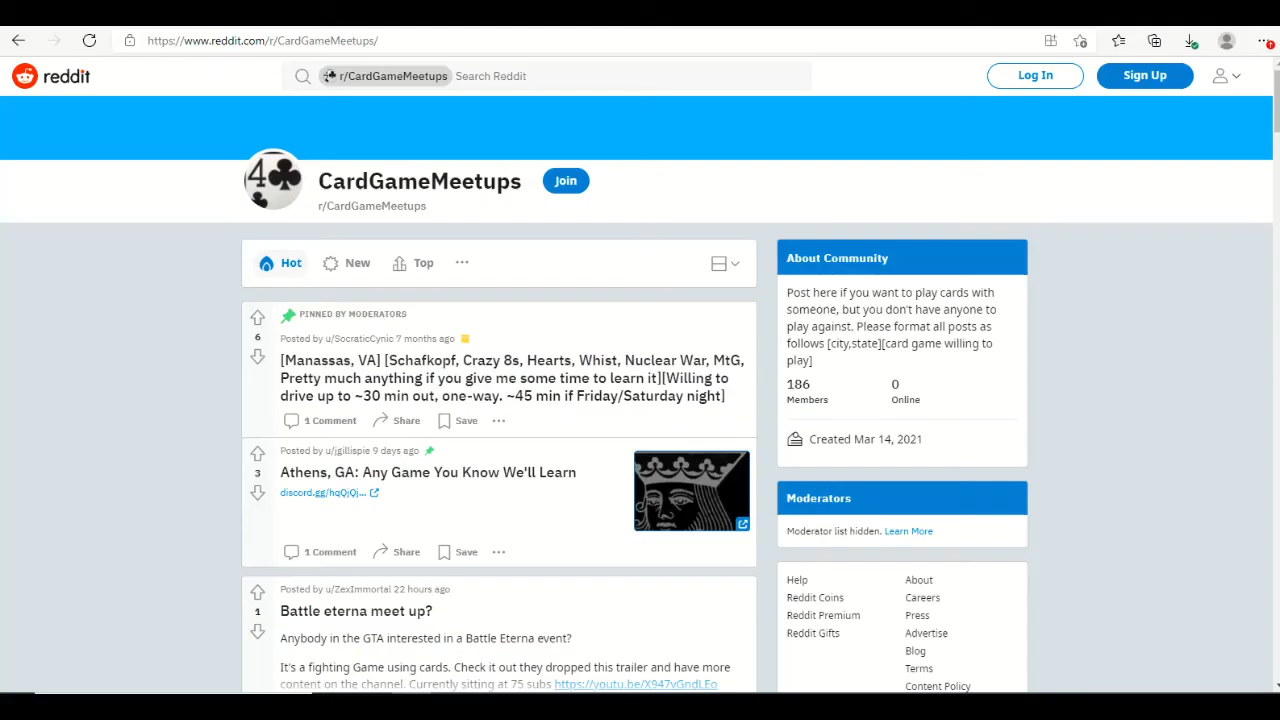 https://www.reddit.com/r/CardGameMeetups/
reddit
r/CardGameMeetups Search Reddit
Log In
Sign Up
4
CardGameMeetups
Join
r/CardGameMeetups
Hot
New
Top
PINNED BY MODERATORS
6
Posted by u/SocraticCynic 7 months ago
[Manassas, VA] [Schafkopf, Crazy 8s, Hearts, Whist, Nuclear War, MtG,
Pretty much anything if you give me some time to learn it][Willing to
drive up to ~30 min out, one-way. ~45 min if Friday/Saturday night]
1 Comment
Share
Save
Posted by u/jgillispie 9 days ago
3
Athens, GA: Any Game You Know We'll Learn
discord.gg/hqQjQj...
1 Comment
Share
Save
Posted by u/ZexImmortal 22 hours ago
1
Battle eterna meet up?
Anybody in the GTA interested in a Battle Eterna event?
It's a fighting Game using cards. Check it out they dropped this trailer and have more
content on the channel. Currently sitting at 75 subs https://youtu.be/X947vGndLEo
About Community
Post here if you want to play cards with
someone, but you don't have anyone to
play against. Please format all posts as
follows [city,state][card game willing to
play]
186
Members
0
Online
Created Mar 14, 2021
Moderators
Moderator list hidden. Learn More
Help
Reddit Coins
Reddit Premium
Reddit Gifts
About
Careers
Press
Advertise
Blog
Terms
Content Policy